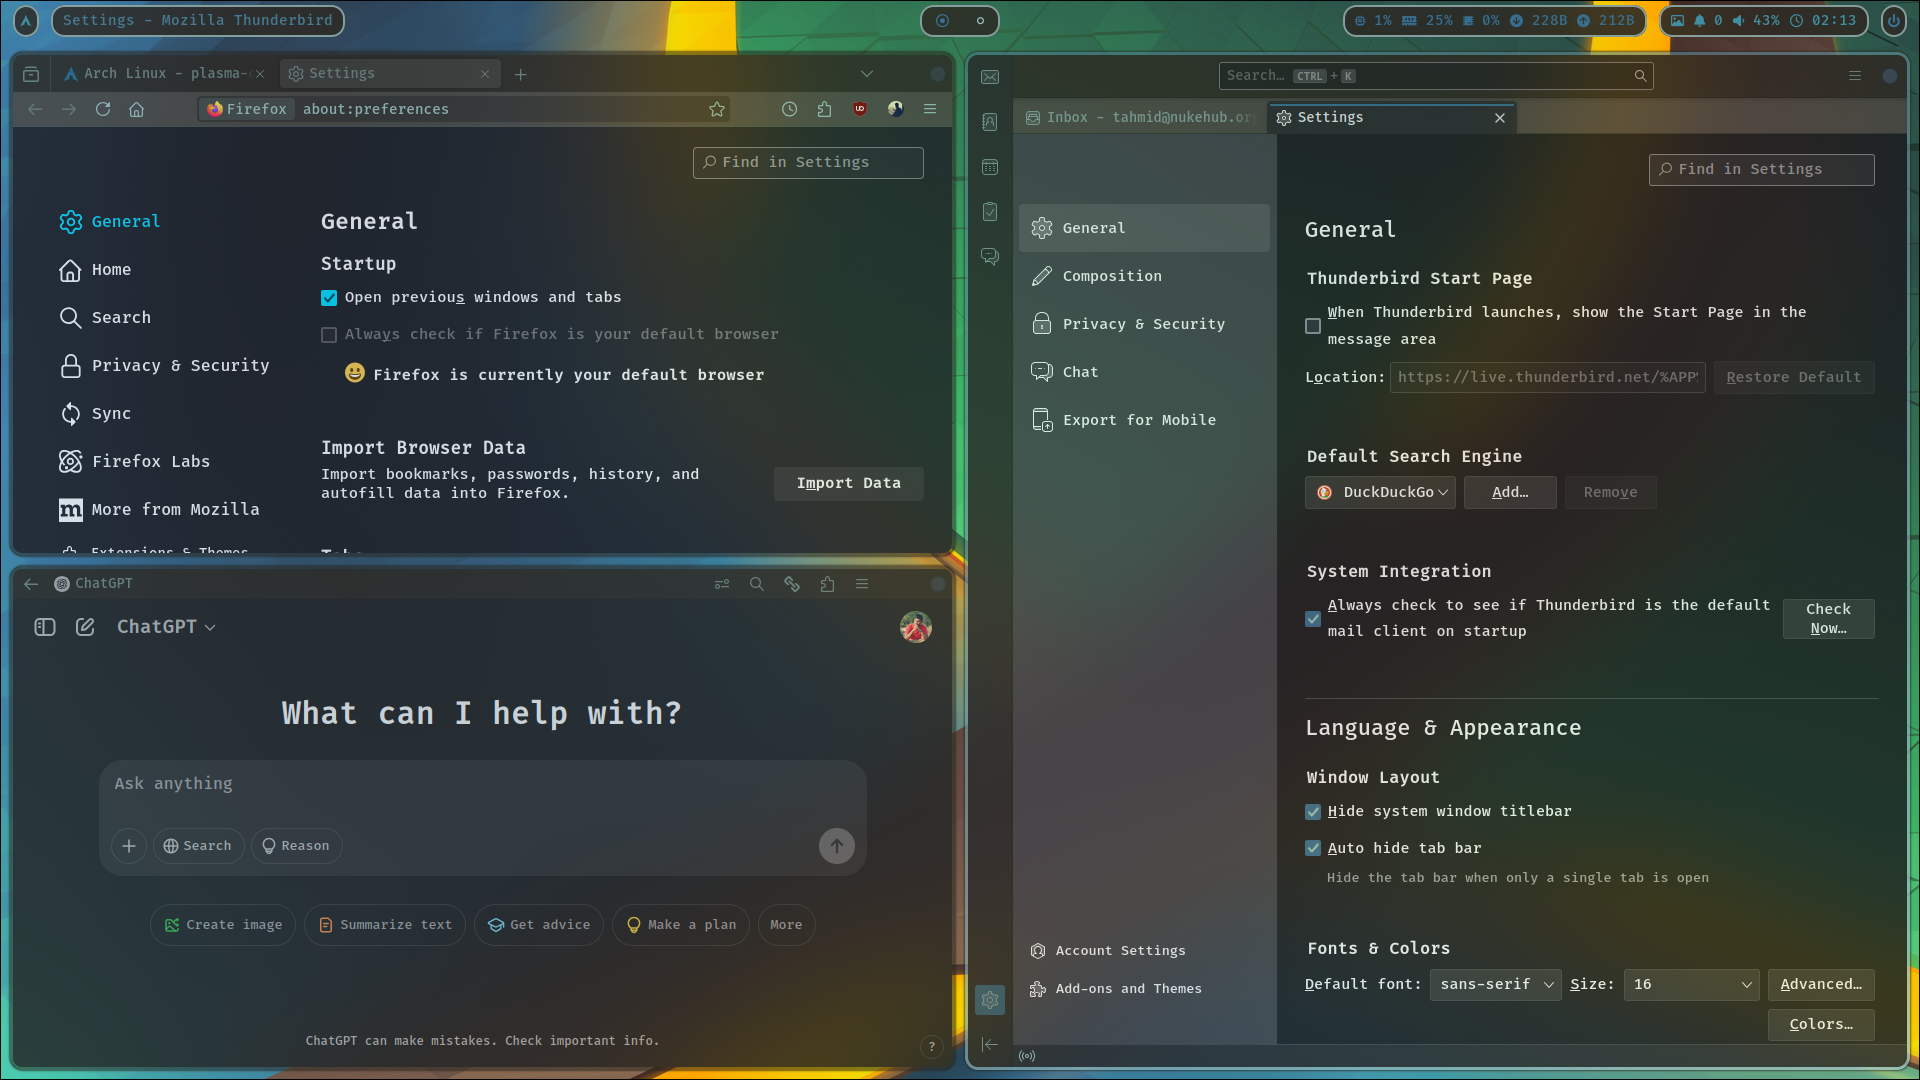 Settings - Mozilla Thunderbird
1% 25% 0% 228B 212B
0 43% 02:13
Arch Linux - plasma-
Settings
Firefox about:preferences
Find in Settings
General
Home
Search
Privacy & Security
Sync
Firefox Labs
More from Mozilla
Extensions & Themes
General
Startup
Open previous windows and tabs
Always check if Firefox is your default browser
Firefox is currently your default browser
Import Browser Data
Import bookmarks, passwords, history, and
autofill data into Firefox.
Import Data
Tabs
ChatGPT
ChatGPT
What can I help with?
Ask anything
Search
Reason
Create image
Summarize text
Get advice
Make a plan
More
ChatGPT can make mistakes. Check important info.
?
Search… CTRL + K
Inbox - tahmid@nukehub.org
Settings
Find in Settings
General
Composition
Privacy & Security
Chat
Export for Mobile
Account Settings
Add-ons and Themes
General
Thunderbird Start Page
When Thunderbird launches, show the Start Page in the
message area
Location: https://live.thunderbird.net/%APP% Restore Default
Default Search Engine
DuckDuckGo Add… Remove
System Integration
Always check to see if Thunderbird is the default
mail client on startup
Check
Now…
Language & Appearance
Window Layout
Hide system window titlebar
Auto hide tab bar
Hide the tab bar when only a single tab is open
Fonts & Colors
Default font: sans-serif Size: 16 Advanced…
Colors…